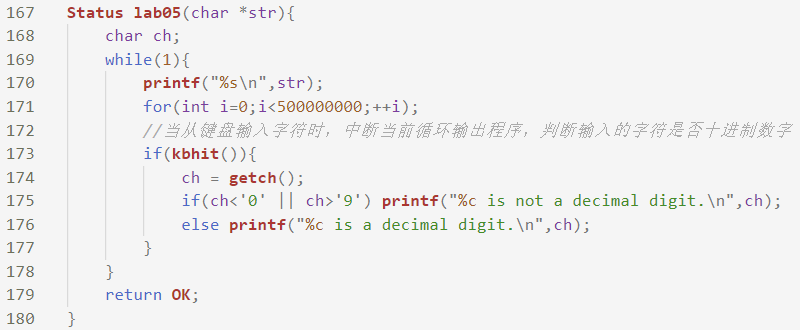 167 Status lab05(char *str){
168     char ch;
169     while(1){
170         printf("%s\n",str);
171         for(int i=0;i<500000000;++i);
172         //当从键盘输入字符时，中断当前循环输出程序，判断输入的字符是否十进制数字
173         if(kbhit()){
174             ch = getch();
175             if(ch<'0' || ch>'9') printf("%c is not a decimal digit.\n",ch);
176             else printf("%c is a decimal digit.\n",ch);
177         }
178     }
179     return OK;
180 }